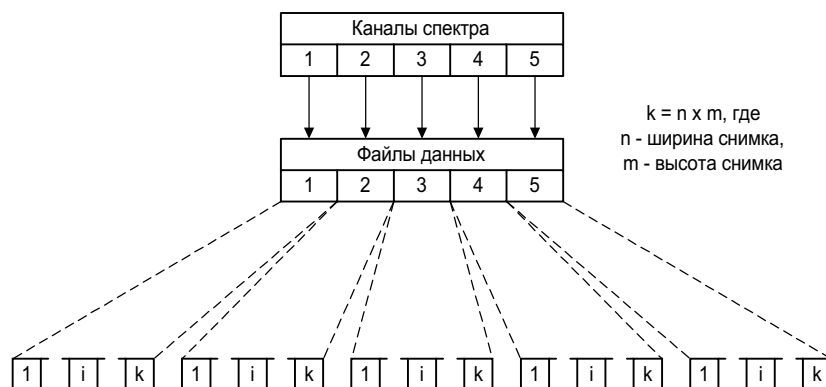 Каналы спектра
1 2 3 4 5
k = n x m, где
n - ширина снимка,
m - высота снимка
Файлы данных
1 2 3 4 5
1 i k 1 i k 1 i k 1 i k 1 i k